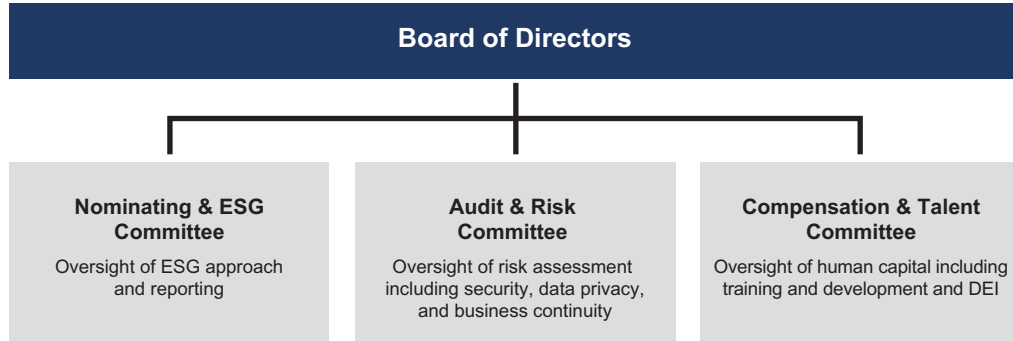 Board of Directors
Nominating & ESG
Committee
Oversight of ESG approach
and reporting
Audit & Risk
Committee
Oversight of risk assessment
including security, data privacy,
and business continuity
Compensation & Talent
Committee
Oversight of human capital including
training and development and DEI